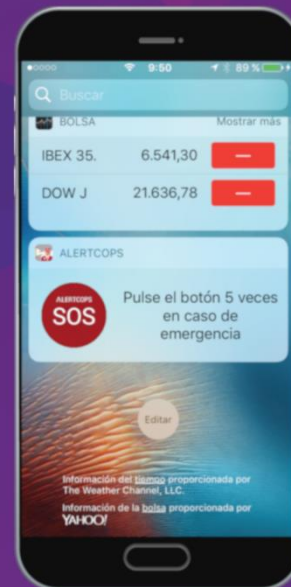 9:50
89 %
Buscar
BOLSA Mostrar más
IBEX 35. 6.541,30 —
DOW J 21.636,78 —
ALERTCOPS
ALERTCOPS
SOS
Pulse el botón 5 veces
en caso de
emergencia
Editar
Información del tiempo proporcionada por
The Weather Channel, LLC.
Información de la bolsa proporcionada por
YAHOO!